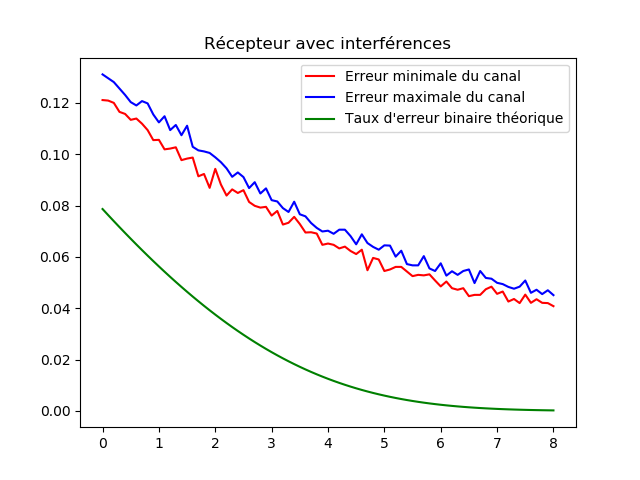 Récepteur avec interférences
Erreur minimale du canal
Erreur maximale du canal
Taux d'erreur binaire théorique
0.12
0.10
0.08
0.06
0.04
0.02
0.00
0 1 2 3 4 5 6 7 8